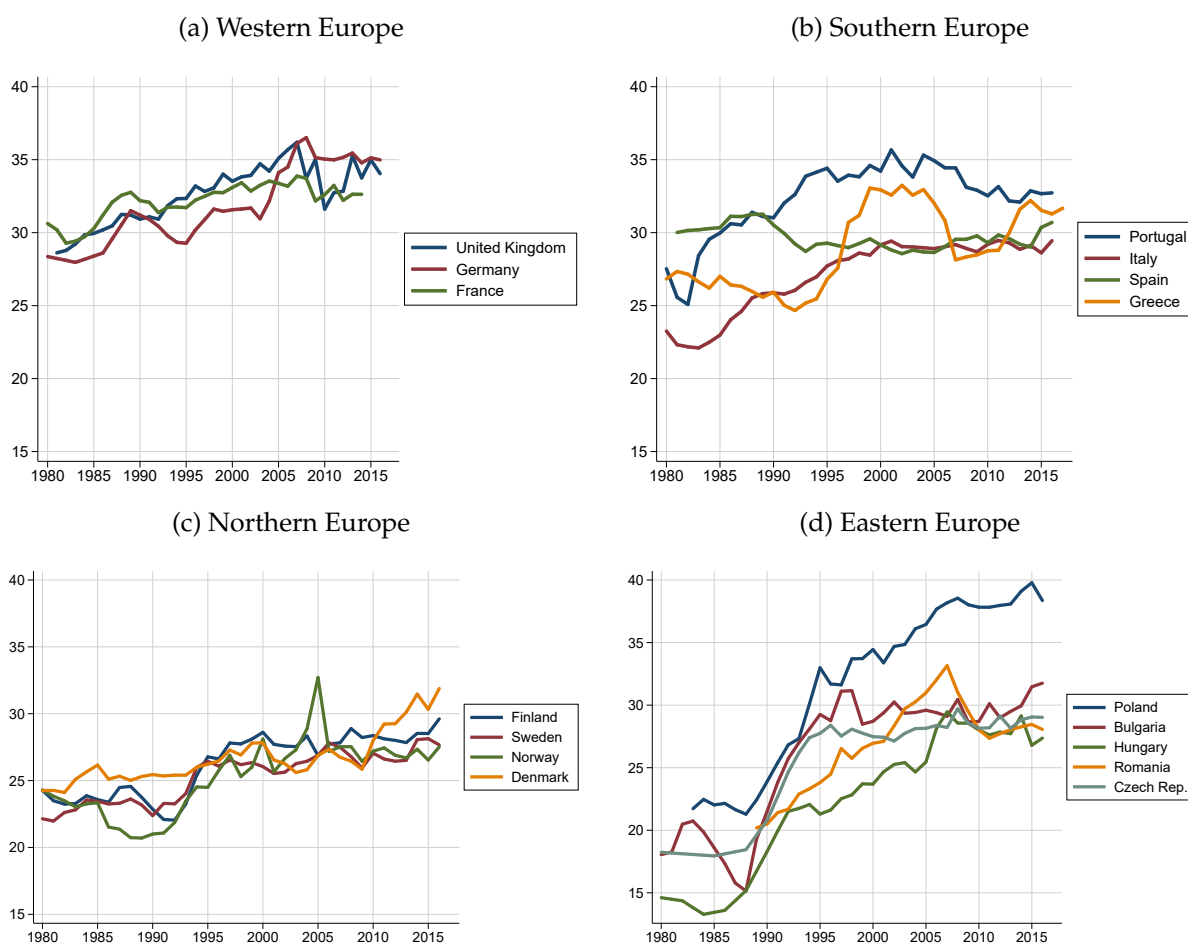 (a) Western Europe
40
35
30
25
20
15
1980 1985 1990 1995 2000 2005 2010 2015
United Kingdom
Germany
France
(b) Southern Europe
40
35
30
25
20
15
1980 1985 1990 1995 2000 2005 2010 2015
Portugal
Italy
Spain
Greece
(c) Northern Europe
40
35
30
25
20
15
1980 1985 1990 1995 2000 2005 2010 2015
Finland
Sweden
Norway
Denmark
(d) Eastern Europe
40
35
30
25
20
15
1980 1985 1990 1995 2000 2005 2010 2015
Poland
Bulgaria
Hungary
Romania
Czech Rep.